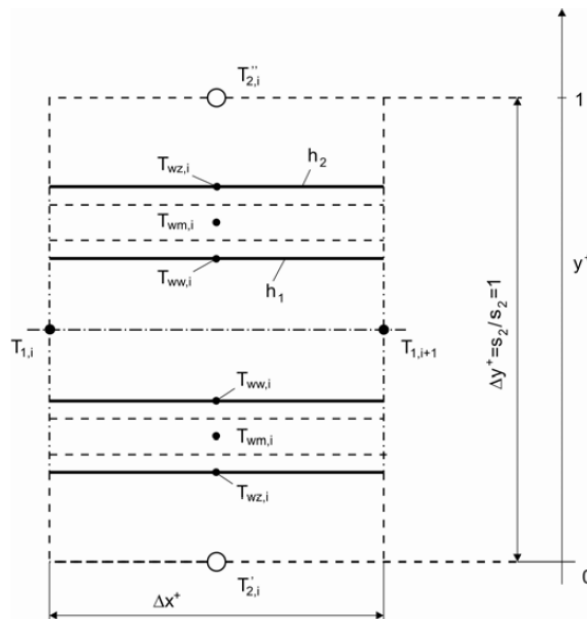 T''2,i
1
Twz,i
h2
Twm,i
Tww,i
h1
y+
Δy+=s2/s2=1
T1,i
T1,i+1
Tww,i
Twm,i
Twz,i
T'2,i
0
Δx+